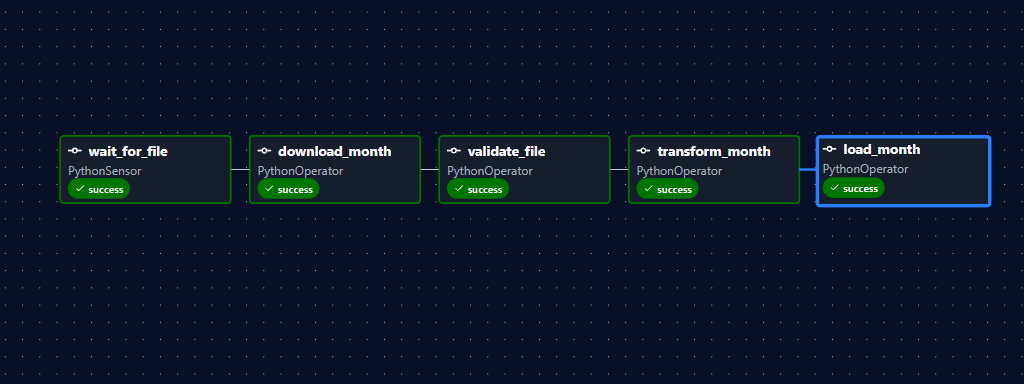 wait_for_file
PythonSensor
success
download_month
PythonOperator
success
validate_file
PythonOperator
success
transform_month
PythonOperator
success
load_month
PythonOperator
success